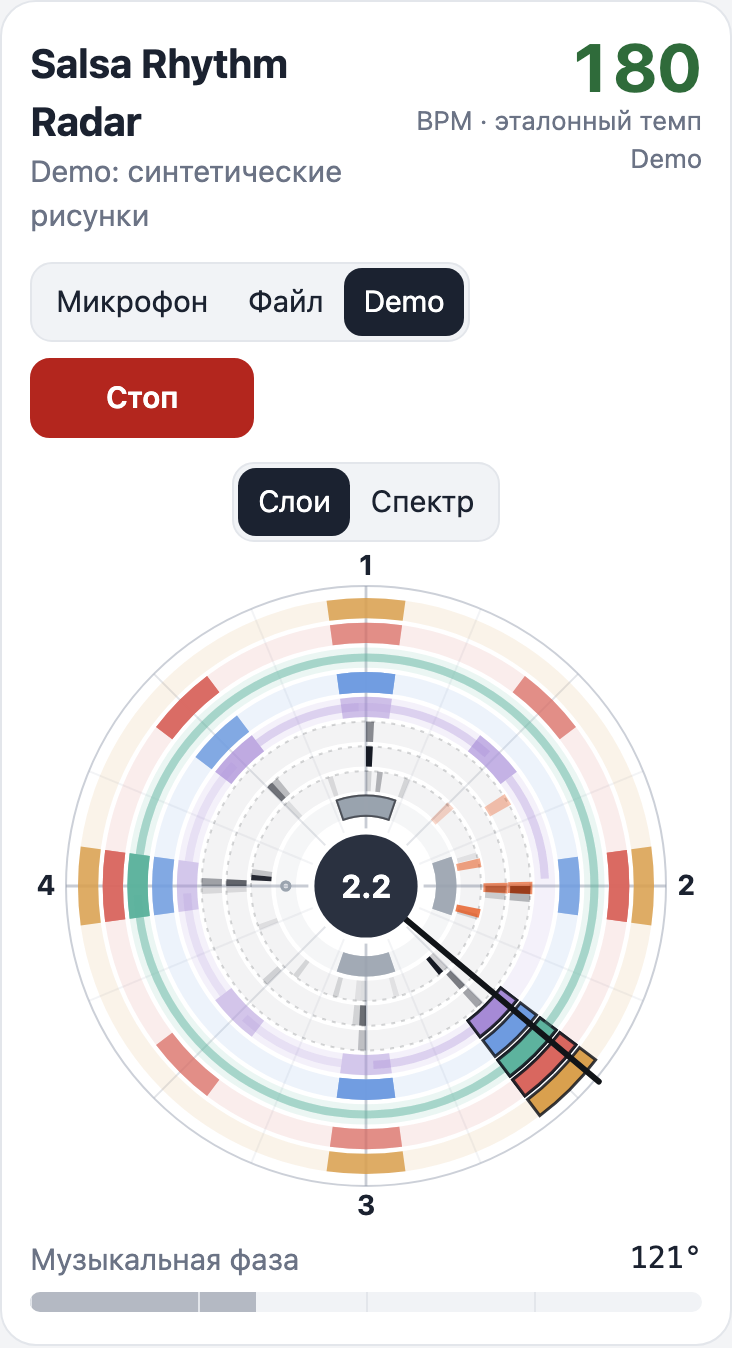 Salsa Rhythm
Radar
180
BPM · эталонный темп
Demo
Demo: синтетические
рисунки
Микрофон Файл Demo
Стоп
Слои Спектр
1
4 2.2 2
3
Музыкальная фаза 121°